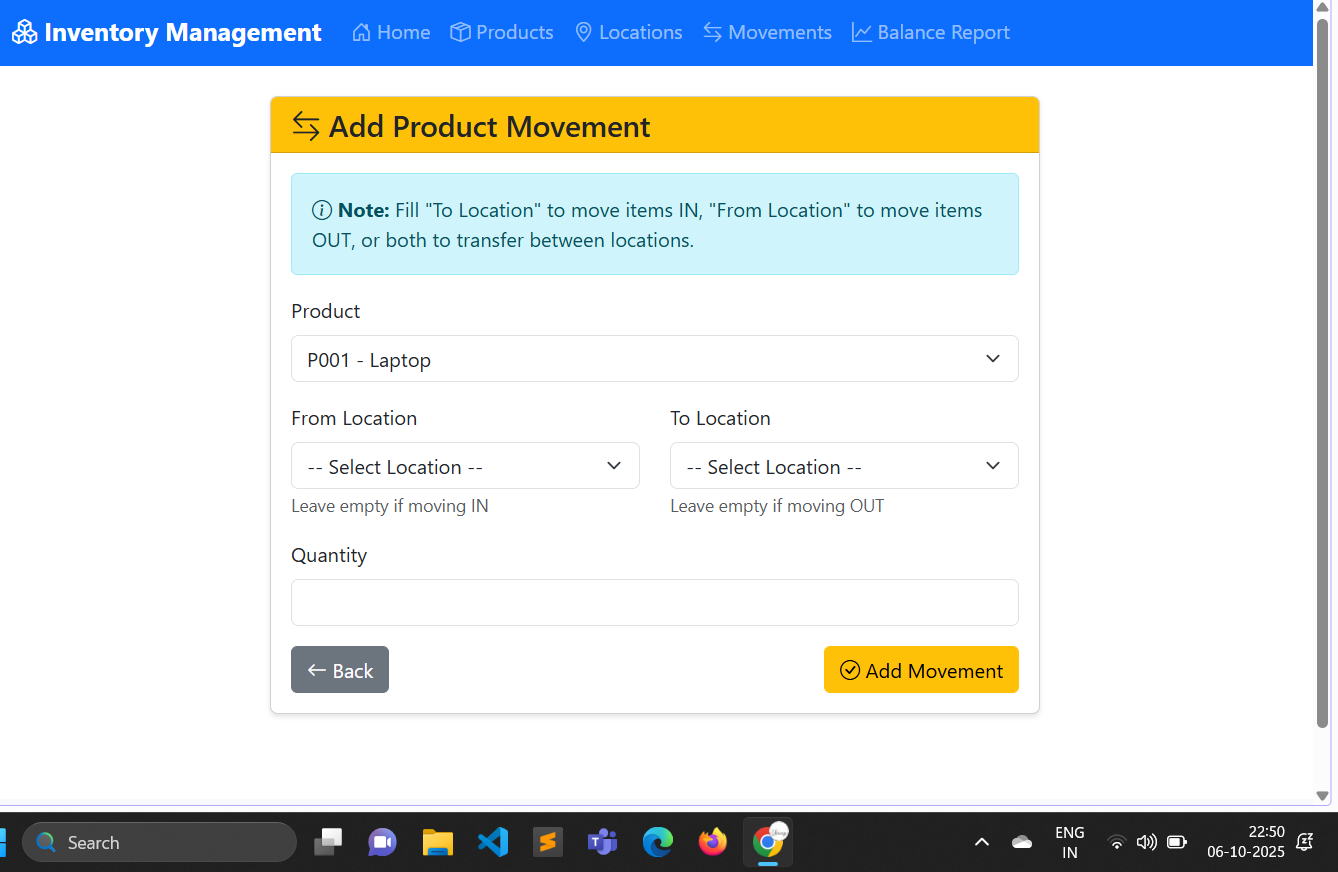 Inventory Management Home Products Locations Movements Balance Report
Add Product Movement
Note: Fill "To Location" to move items IN, "From Location" to move items
OUT, or both to transfer between locations.
Product
P001 - Laptop
From Location To Location
-- Select Location -- -- Select Location --
Leave empty if moving IN Leave empty if moving OUT
Quantity
Back Add Movement
Search
ENG
IN
22:50
06-10-2025